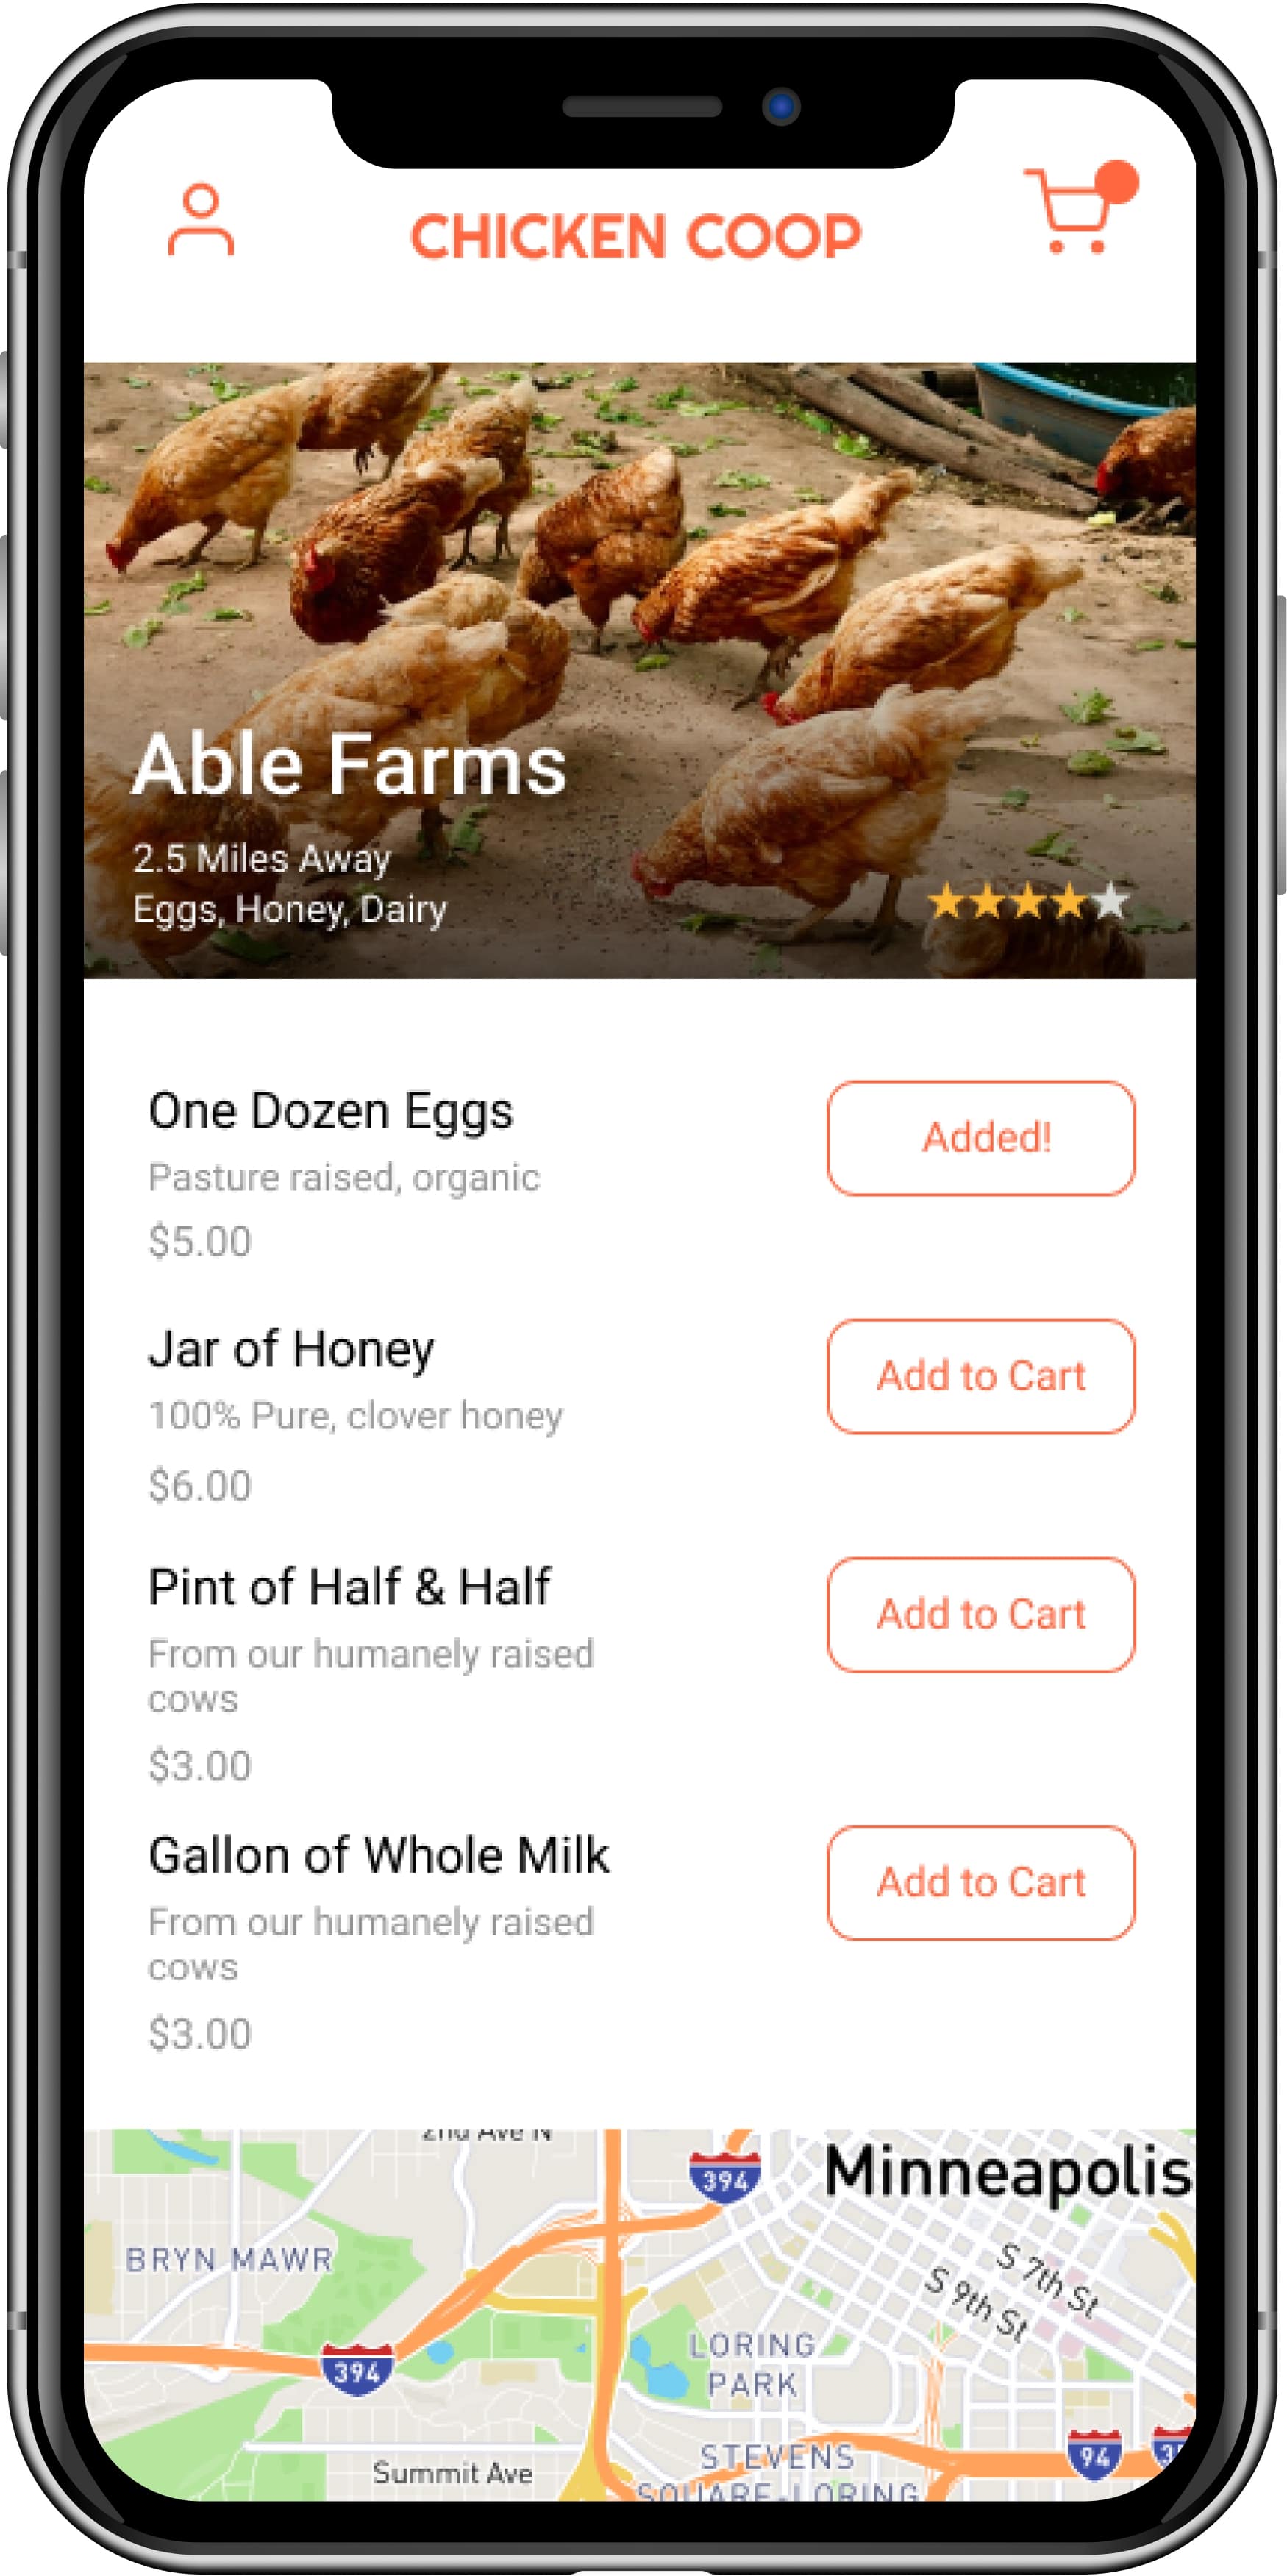 CHICKEN COOP
Able Farms
2.5 Miles Away
Eggs, Honey, Dairy
One Dozen Eggs
Added!
Pasture raised, organic
$5.00
Jar of Honey
Add to Cart
100% Pure, clover honey
$6.00
Pint of Half & Half
Add to Cart
From our humanely raised
cows
$3.00
Gallon of Whole Milk
Add to Cart
From our humanely raised
cows
$3.00
2nd Ave N
394
Minneapolis
BRYN MAWR
S 7th St
S 9th St
LORING
PARK
394
STEVENS
SQUARE-LORING
94
Summit Ave